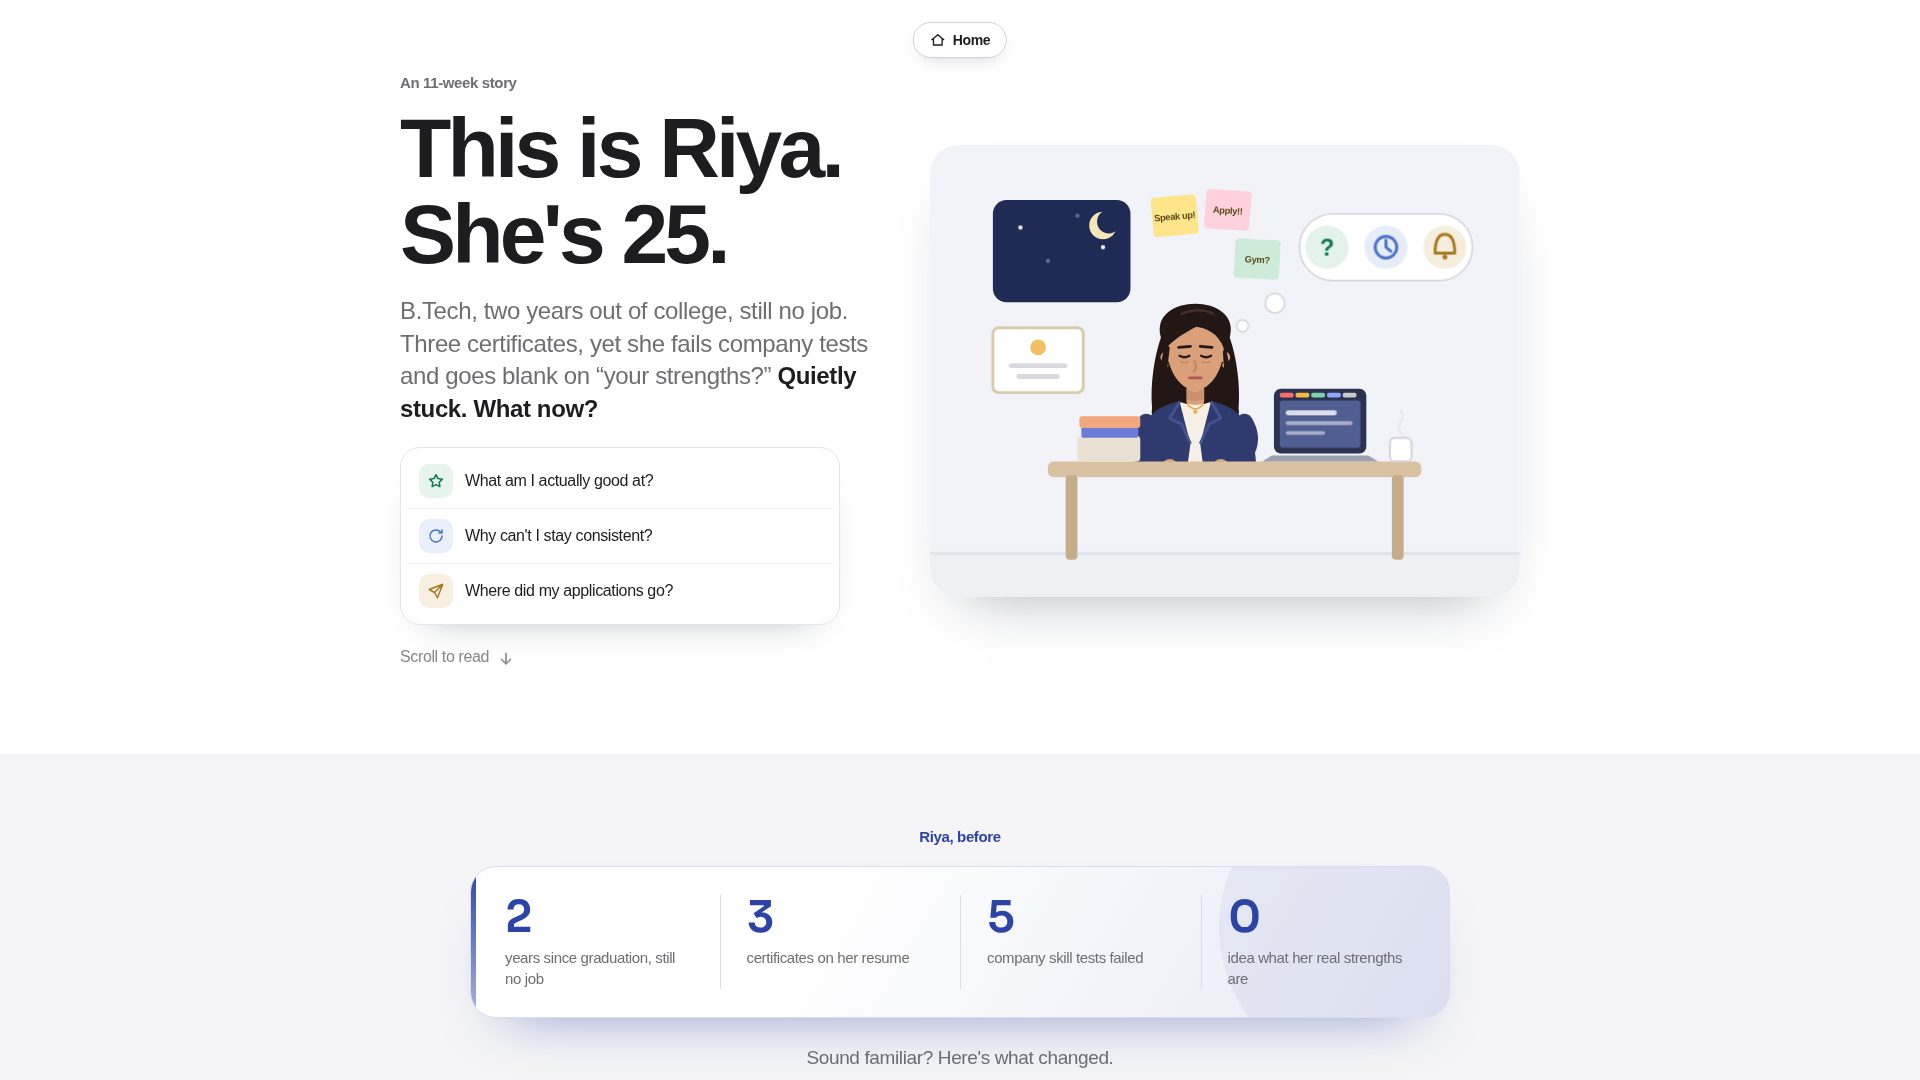 Home
An 11-week story
This is Riya.
She's 25.
B.Tech, two years out of college, still no job.
Three certificates, yet she fails company tests
and goes blank on “your strengths?” Quietly
stuck. What now?
What am I actually good at?
Why can't I stay consistent?
Where did my applications go?
Scroll to read
Speak up!
Apply!!
Gym?
?
Riya, before
2
years since graduation, still
no job
3
certificates on her resume
5
company skill tests failed
0
idea what her real strengths
are
Sound familiar? Here's what changed.